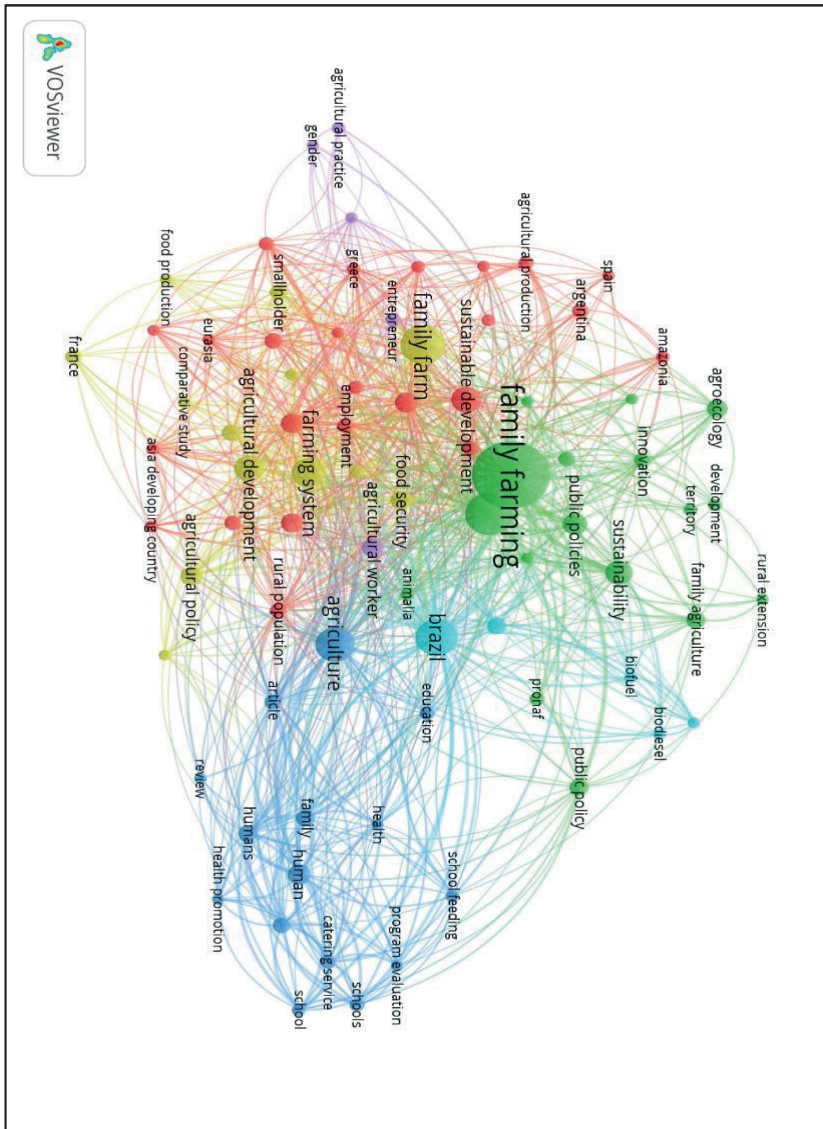 VOSviewer
agricultural practice
gender
food production
smallholder
greece
entrepreneur
agricultural production
spain
argentina
amazonia
family farm
sustainable development
eurasia
france
comparative study
agricultural development
farming system
employment
family farming
agroecology
innovation
development
territory
public policies
sustainability
family agriculture
rural extension
food security
agricultural worker
animalia
asia developing country
agricultural policy
rural population
agriculture
brazil
biofuel
biodiesel
pronaf
education
article
public policy
review
humans
family
health
human
health promotion
school feeding
program evaluation
catering service
schools
school